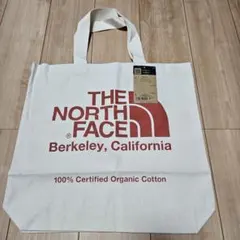 THE
NORTH
FACE
®
Berkeley, California
100% Certified Organic Cotton